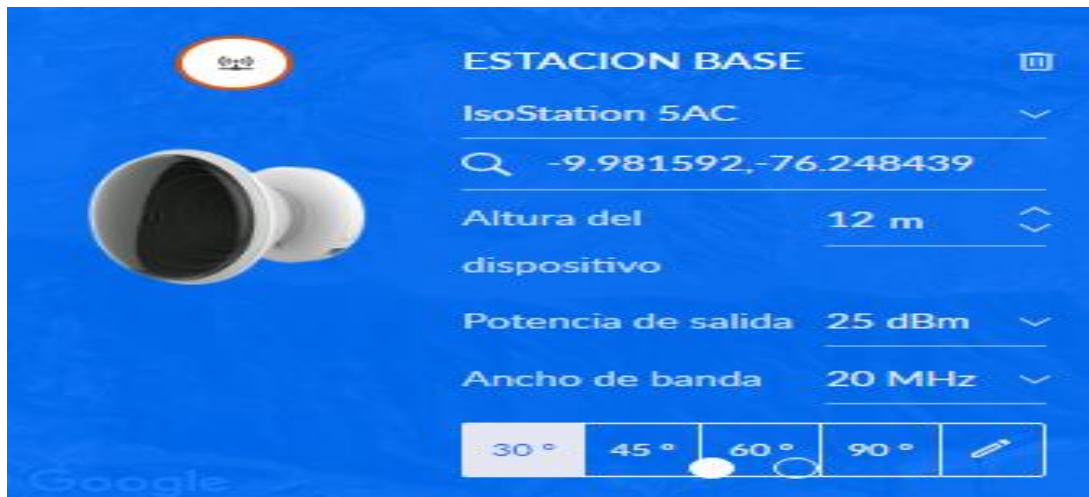 ESTACION BASE
IsoStation 5AC
-9.981592,-76.248439
Altura del dispositivo 12 m
Potencia de salida 25 dBm
Ancho de banda 20 MHz
30 ° 45 ° 60 ° 90 °
Google